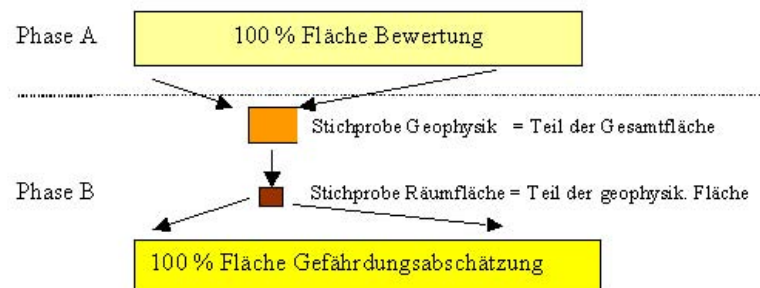 Phase A
100 % Fläche Bewertung
Stichprobe Geophysik = Teil der Gesamtfläche
Phase B
Stichprobe Räumfläche = Teil der geophysik. Fläche
100 % Fläche Gefährdungsabschätzung